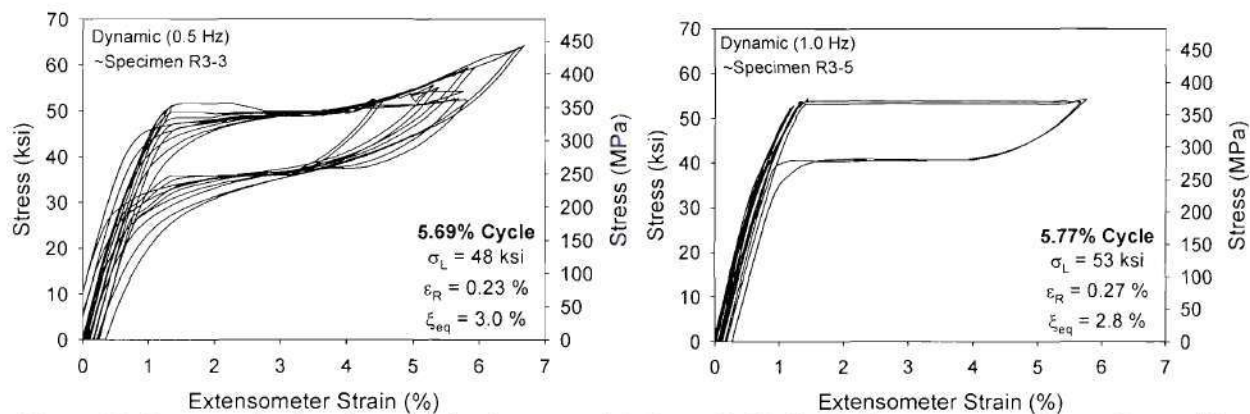 70
60
50
40
30
20
10
0
Stress (ksi)
Dynamic (0.5 Hz)
~Specimen R3-3
5.69% Cycle
σL = 48 ksi
εR = 0.23 %
ξeq = 3.0 %
450
400
350
300
250
200
150
100
50
0
Stress (MPa)
0 1 2 3 4 5 6 7
Extensometer Strain (%)
70
60
50
40
30
20
10
0
Stress (ksi)
Dynamic (1.0 Hz)
~Specimen R3-5
5.77% Cycle
σL = 53 ksi
εR = 0.27 %
ξeq = 2.8 %
450
400
350
300
250
200
150
100
50
0
Stress (MPa)
0 1 2 3 4 5 6 7
Extensometer Strain (%)